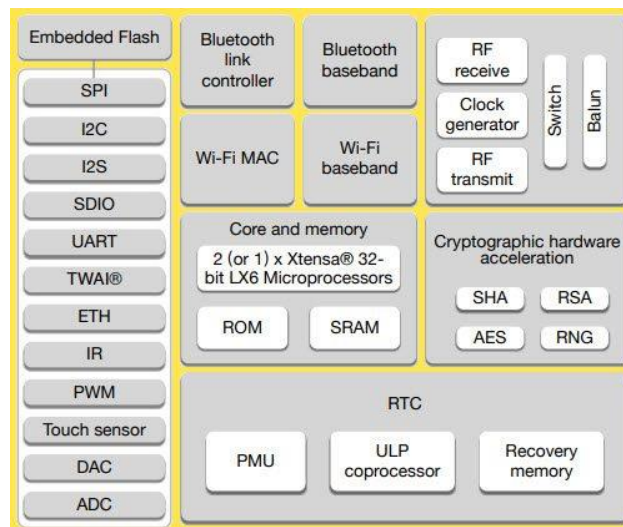 Embedded Flash
SPI
I2C
I2S
SDIO
UART
TWAI®
ETH
IR
PWM
Touch sensor
DAC
ADC
Bluetooth
link
controller
Bluetooth
baseband
Wi-Fi MAC
Wi-Fi
baseband
RF
receive
Clock
generator
RF
transmit
Switch
Balun
Core and memory
2 (or 1) x Xtensa® 32-
bit LX6 Microprocessors
ROM
SRAM
Cryptographic hardware
acceleration
SHA
RSA
AES
RNG
RTC
PMU
ULP
coprocessor
Recovery
memory